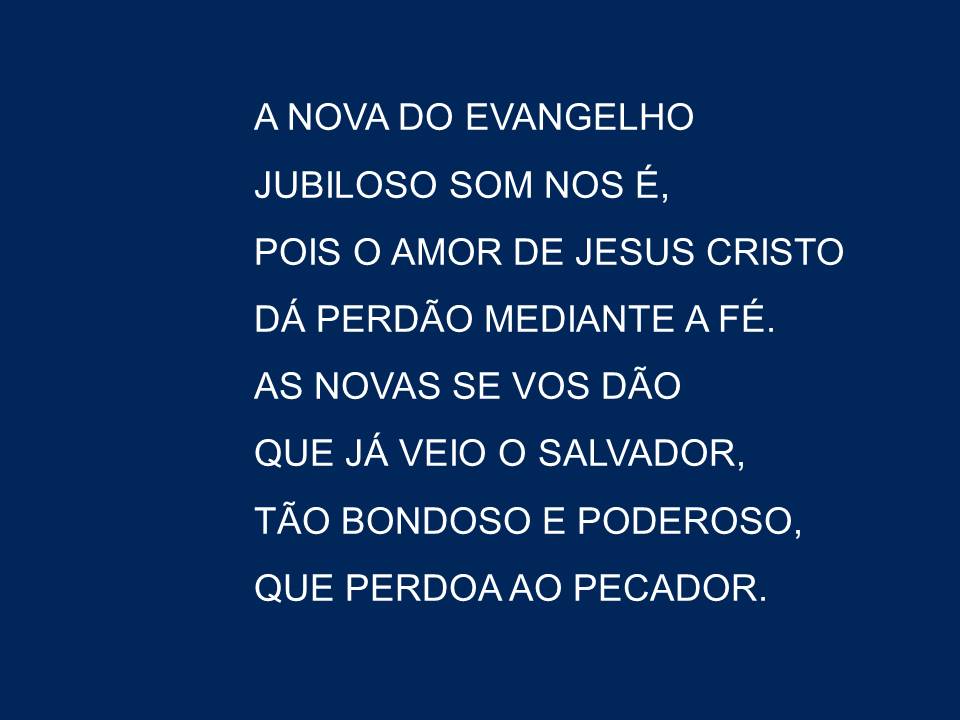 A NOVA DO EVANGELHO
JUBILOSO SOM NOS É,
POIS O AMOR DE JESUS CRISTO
DÁ PERDÃO MEDIANTE A FÉ.
AS NOVAS SE VOS DÃO
QUE JÁ VEIO O SALVADOR,
TÃO BONDOSO E PODEROSO,
QUE PERDOA AO PECADOR.